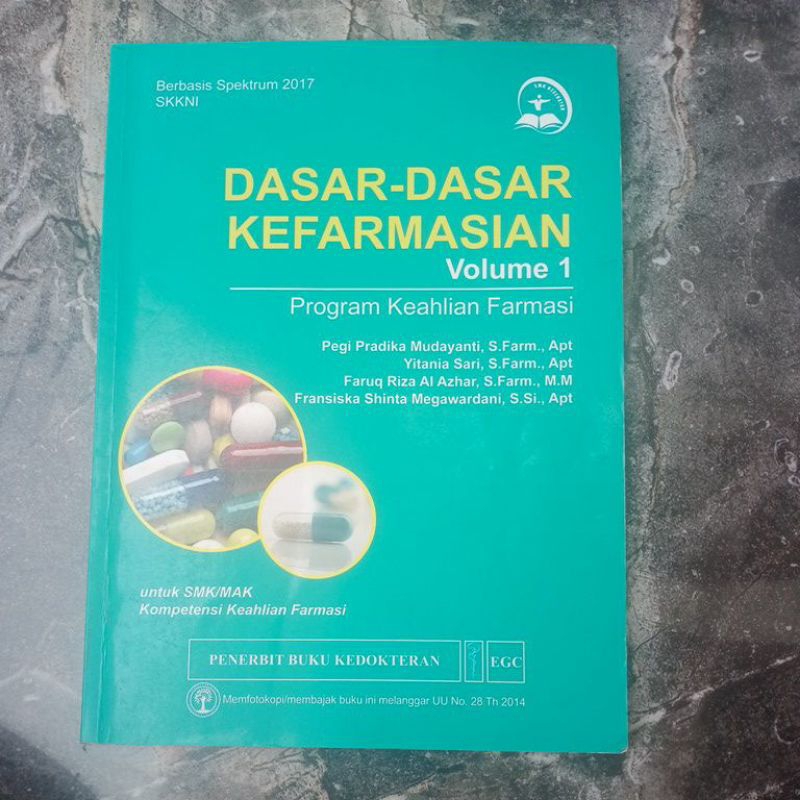 Berbasis Spektrum 2017
SKKNI
SMK KESEHATAN
DASAR-DASAR
KEFARMASIAN
Volume 1
Program Keahlian Farmasi
Pegi Pradika Mudayanti, S.Farm., Apt
Yitania Sari, S.Farm., Apt
Faruq Riza Al Azhar, S.Farm., M.M
Fransiska Shinta Megawardani, S.Si., Apt
untuk SMK/MAK
Kompetensi Keahlian Farmasi
PENERBIT BUKU KEDOKTERAN EGC
Memfotokopi/membajak buku ini melanggar UU No. 28 Th 2014